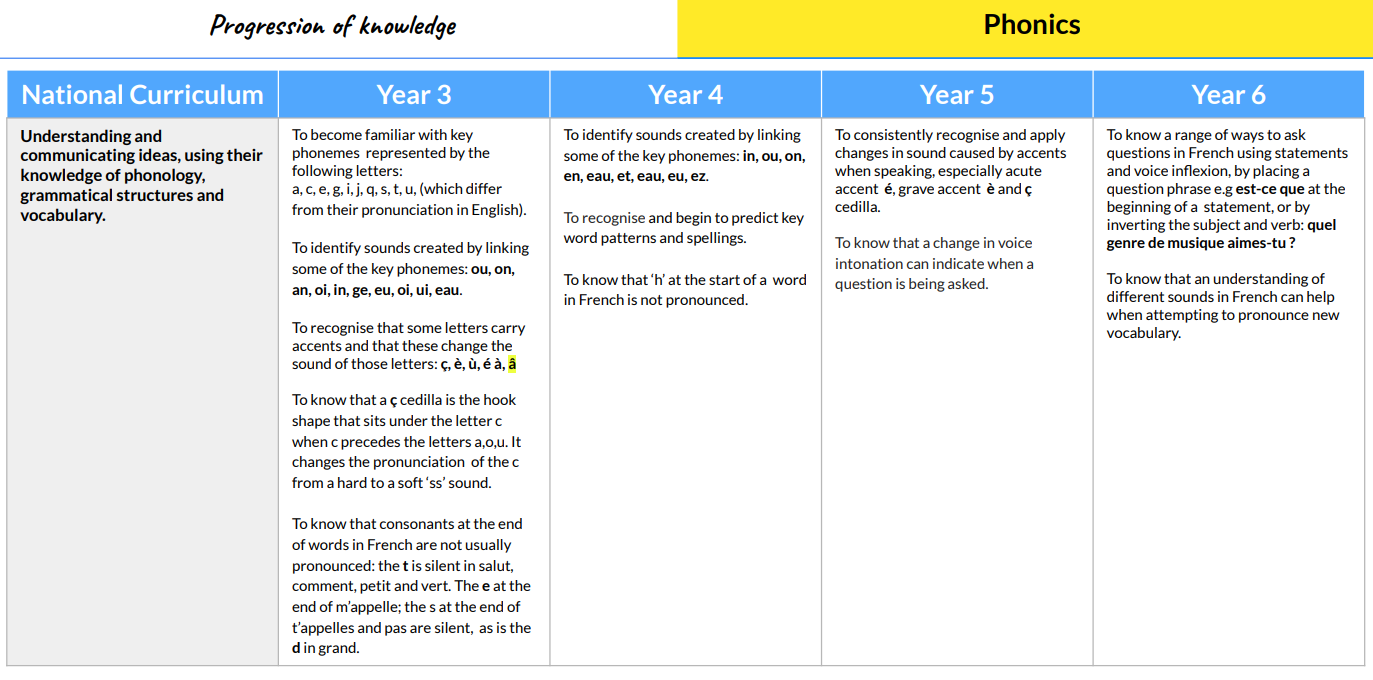 Progression of knowledge
Phonics
National Curriculum
Year 3
Year 4
Year 5
Year 6
Understanding and
communicating ideas, using their
knowledge of phonology,
grammatical structures and
vocabulary.
To become familiar with key
phonemes represented by the
following letters:
a, c, e, g, i, j, q, s, t, u, (which differ
from their pronunciation in English).
To identify sounds created by linking
some of the key phonemes: ou, on,
an, oi, in, ge, eu, oi, ui, eau.
To recognise that some letters carry
accents and that these change the
sound of those letters: ç, è, ù, é à, â
To know that a ç cedilla is the hook
shape that sits under the letter c
when c precedes the letters a,o,u. It
changes the pronunciation of the c
from a hard to a soft ‘ss’ sound.
To know that consonants at the end
of words in French are not usually
pronounced: the t is silent in salut,
comment, petit and vert. The e at the
end of m’appelle; the s at the end of
t’appelles and pas are silent, as is the
d in grand.
To identify sounds created by linking
some of the key phonemes: in, ou, on,
en, eau, et, eau, eu, ez.
To recognise and begin to predict key
word patterns and spellings.
To know that ‘h’ at the start of a word
in French is not pronounced.
To consistently recognise and apply
changes in sound caused by accents
when speaking, especially acute
accent é, grave accent è and ç
cedilla.
To know that a change in voice
intonation can indicate when a
question is being asked.
To know a range of ways to ask
questions in French using statements
and voice inflexion, by placing a
question phrase e.g est-ce que at the
beginning of a statement, or by
inverting the subject and verb: quel
genre de musique aimes-tu ?
To know that an understanding of
different sounds in French can help
when attempting to pronounce new
vocabulary.